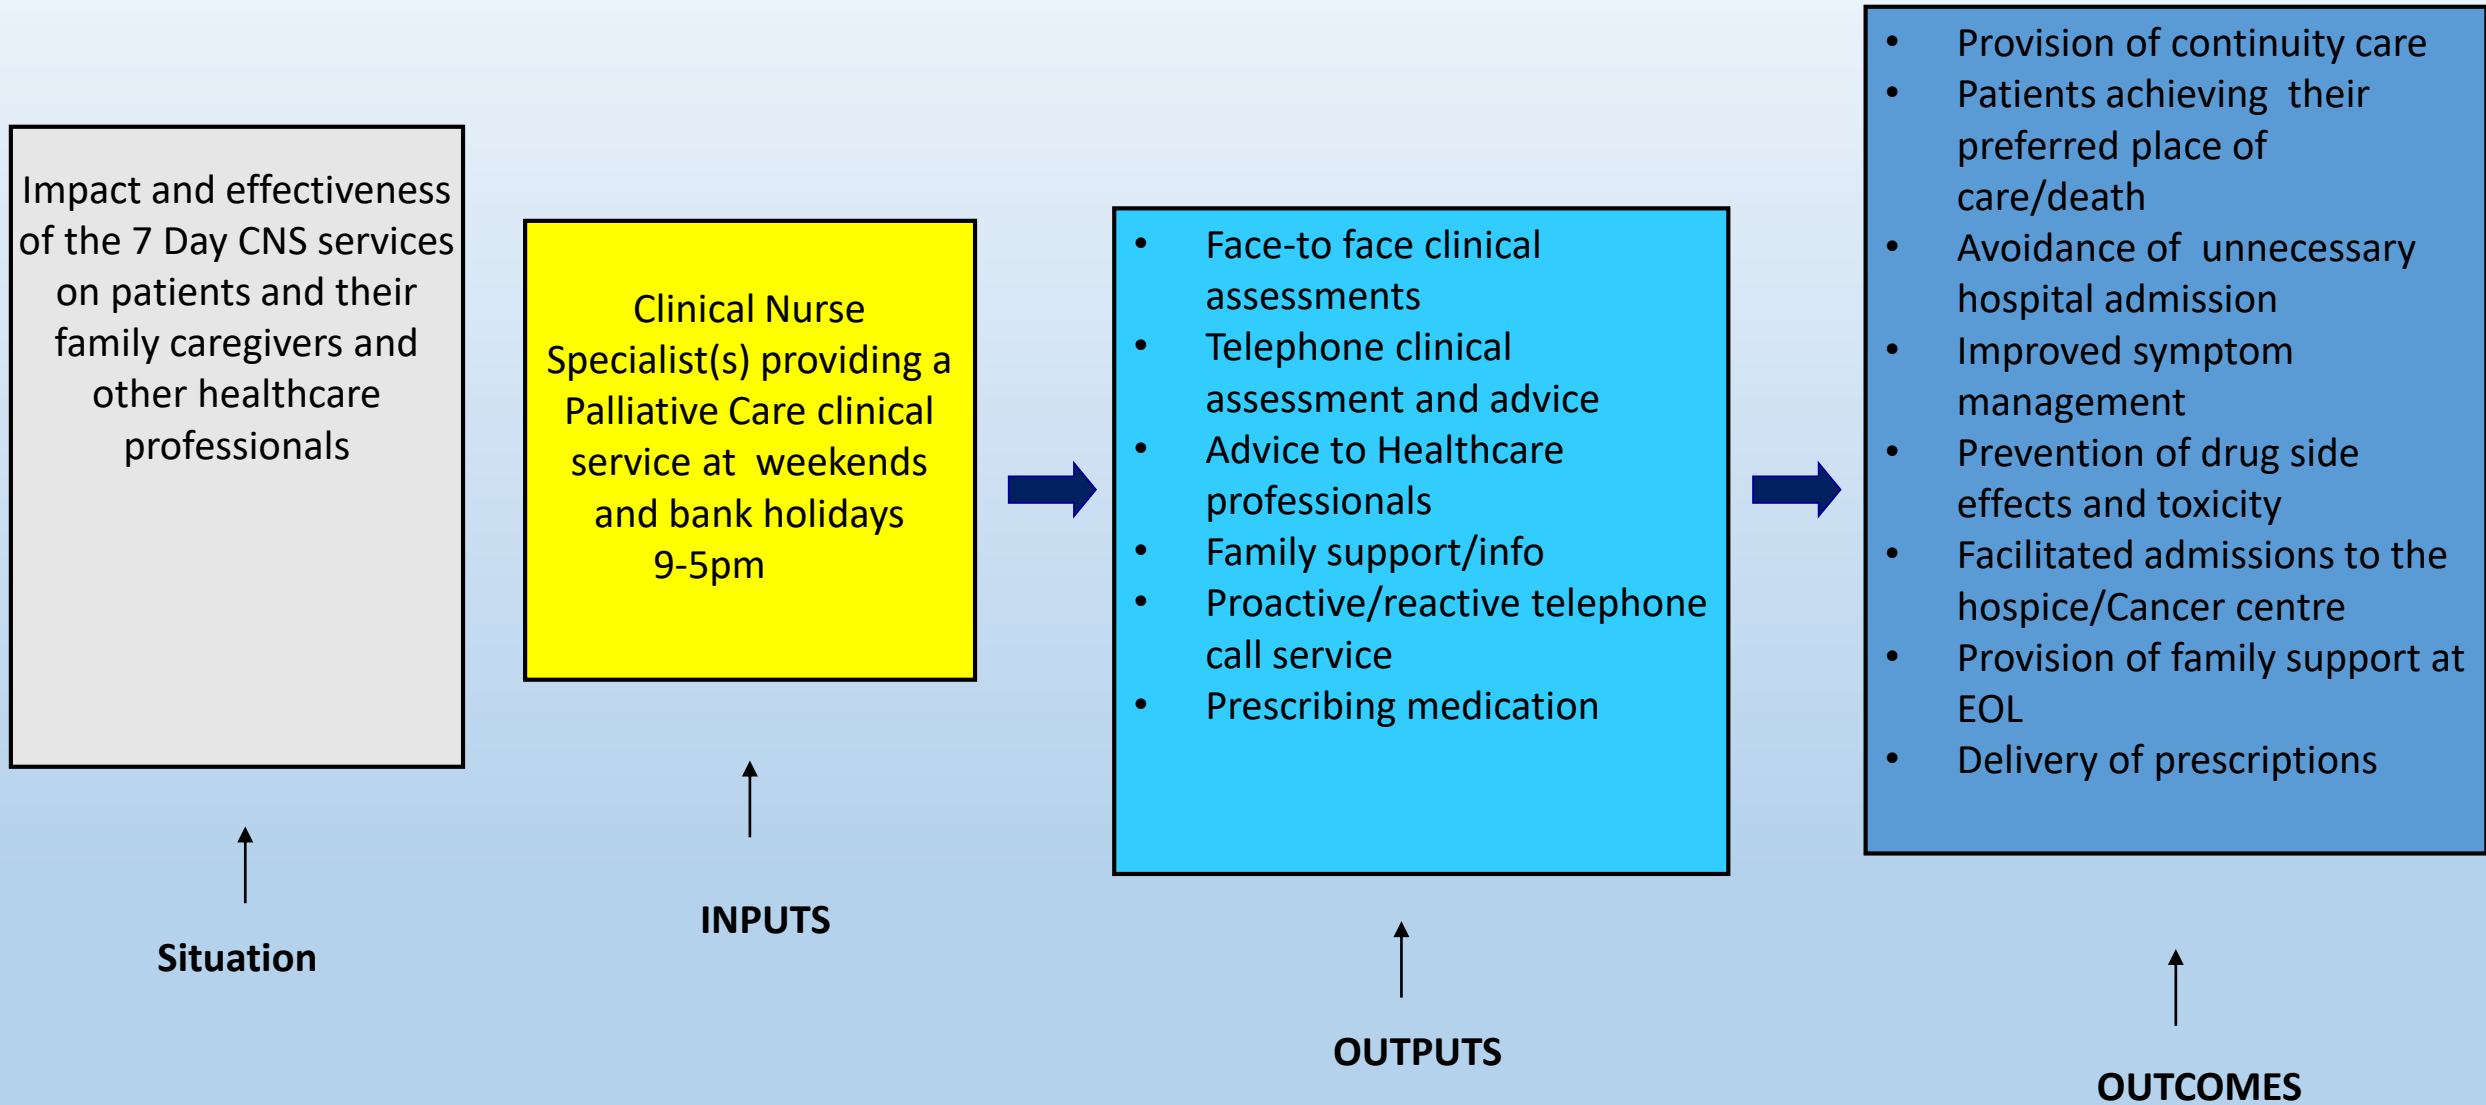 Impact and effectiveness
of the 7 Day CNS services
on patients and their
family caregivers and
other healthcare
professionals
Situation
Clinical Nurse
Specialist(s) providing a
Palliative Care clinical
service at weekends
and bank holidays
9-5pm
INPUTS
• Face-to face clinical
assessments
• Telephone clinical
assessment and advice
• Advice to Healthcare
professionals
• Family support/info
• Proactive/reactive telephone
call service
• Prescribing medication
OUTPUTS
• Provision of continuity care
• Patients achieving their
preferred place of
care/death
• Avoidance of unnecessary
hospital admission
• Improved symptom
management
• Prevention of drug side
effects and toxicity
• Facilitated admissions to the
hospice/Cancer centre
• Provision of family support at
EOL
• Delivery of prescriptions
OUTCOMES